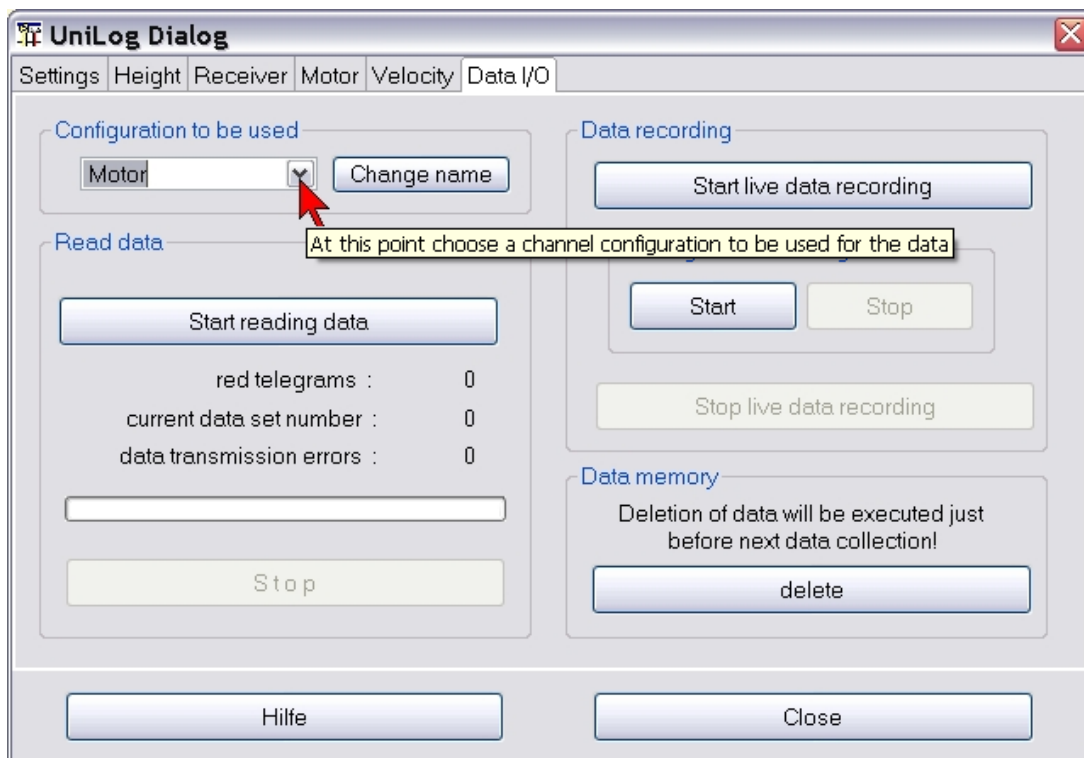 UniLog Dialog
Settings Height Receiver Motor Velocity Data I/O
Configuration to be used
Motor Change name
Read data
Start reading data
red telegrams : 0
current data set number : 0
data transmission errors : 0
Stop
At this point choose a channel configuration to be used for the data
Data recording
Start live data recording
Start Stop
Stop live data recording
Data memory
Deletion of data will be executed just
before next data collection!
delete
Hilfe Close